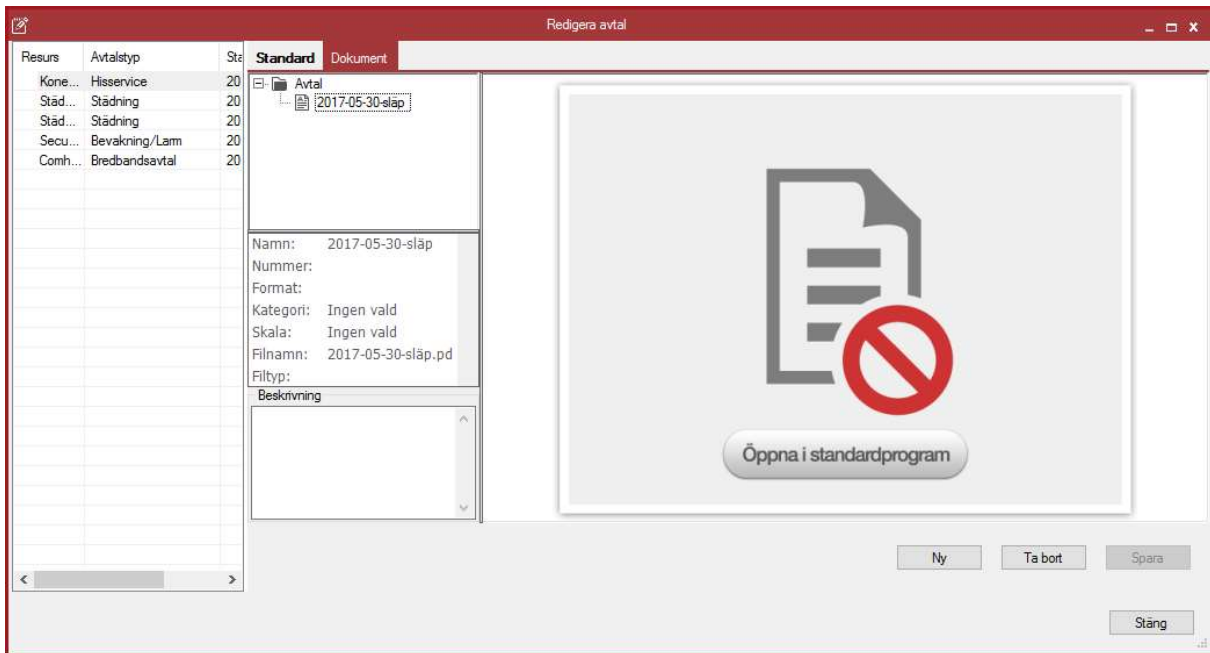 Redigera avtal
Resurs Avtalstyp Sta
Kone... Hisservice 20
Städ... Städning 20
Städ... Städning 20
Secu... Bevakning/Larm 20
Comh... Bredbandsavtal 20
Standard Dokument
Avtal
2017-05-30-släp
Namn: 2017-05-30-släp
Nummer:
Format:
Kategori: Ingen vald
Skala: Ingen vald
Filnamn: 2017-05-30-släp.pd
Filtyp:
Beskrivning
Öppna i standardprogram
Ny Ta bort Spara
Stäng